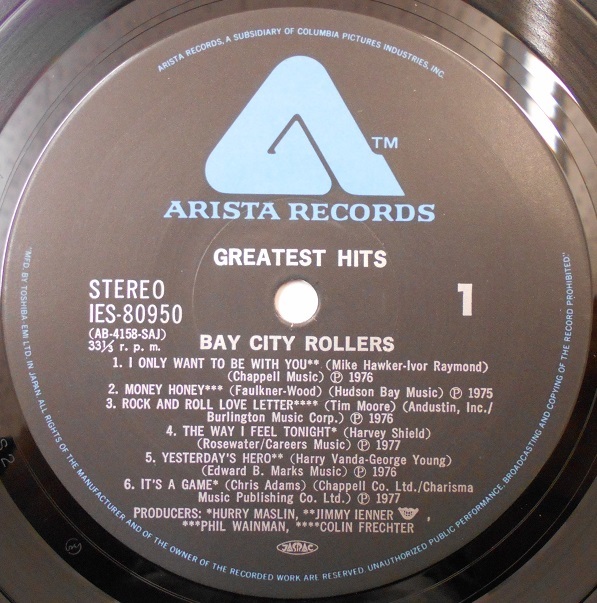 ARISTA RECORDS, A SUBSIDIARY OF COLUMBIA PICTURES INDUSTRIES, INC.
TM
ARISTA RECORDS
GREATEST HITS
STEREO
IES-80950
(AB-4158-SAJ)
33⅓ r. p. m.
1
BAY CITY ROLLERS
1. I ONLY WANT TO BE WITH YOU** (Mike Hawker-Ivor Raymond)
(Chappell Music) Ⓟ 1976
2. MONEY HONEY*** (Faulkner-Wood) (Hudson Bay Music) Ⓟ 1975
3. ROCK AND ROLL LOVE LETTER**** (Tim Moore) (Andustin, Inc./
Burlington Music Corp.) Ⓟ 1976
4. THE WAY I FEEL TONIGHT* (Harvey Shield)
(Rosewater/Careers Music) Ⓟ 1977
5. YESTERDAY'S HERO** (Harry Vanda-George Young)
(Edward B. Marks Music) Ⓟ 1976
6. IT'S A GAME* (Chris Adams) (Chappell Co. Ltd./Charisma
Music Publishing Co. Ltd.) Ⓟ 1977
PRODUCERS: *HURRY MASLIN, **JIMMY IENNER ,
***PHIL WAINMAN, ****COLIN FRECHTER
JASRAC
"MFD. BY TOSHIBA EMI LTD. IN JAPAN ALL RIGHTS OF THE MANUFACTURER AND OF THE OWNER OF THE RECORDED WORK ARE RESERVED. UNAUTHORIZED PUBLIC PERFORMANCE, BROADCASTING AND COPYING OF THE RECORD PROHIBITED."